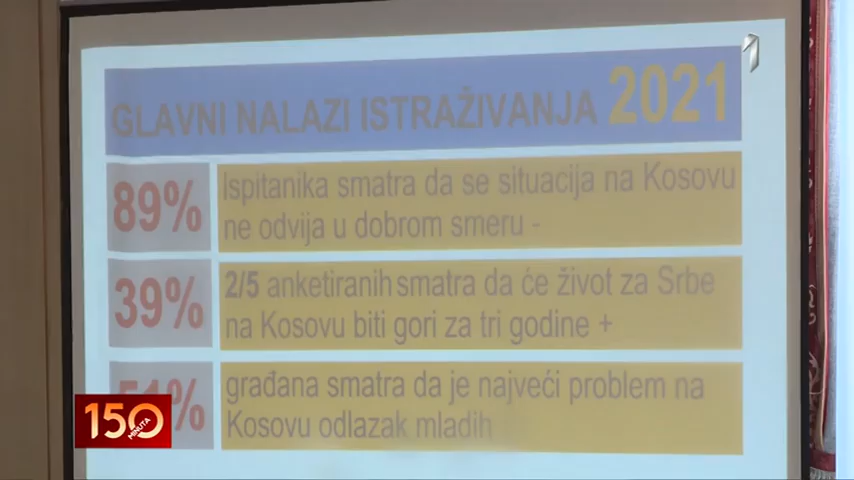 GLAVNI NALAZI ISTRAŽIVANJA 2021
89%
Ispitanika smatra da se situacija na Kosovu
ne odvija u dobrom smeru -
39%
2/5 anketiranih smatra da će život za Srbe
na Kosovu biti gori za tri godine +
51%
građana smatra da je najveći problem na
Kosovu odlazak mladih
150
MINUTA
1